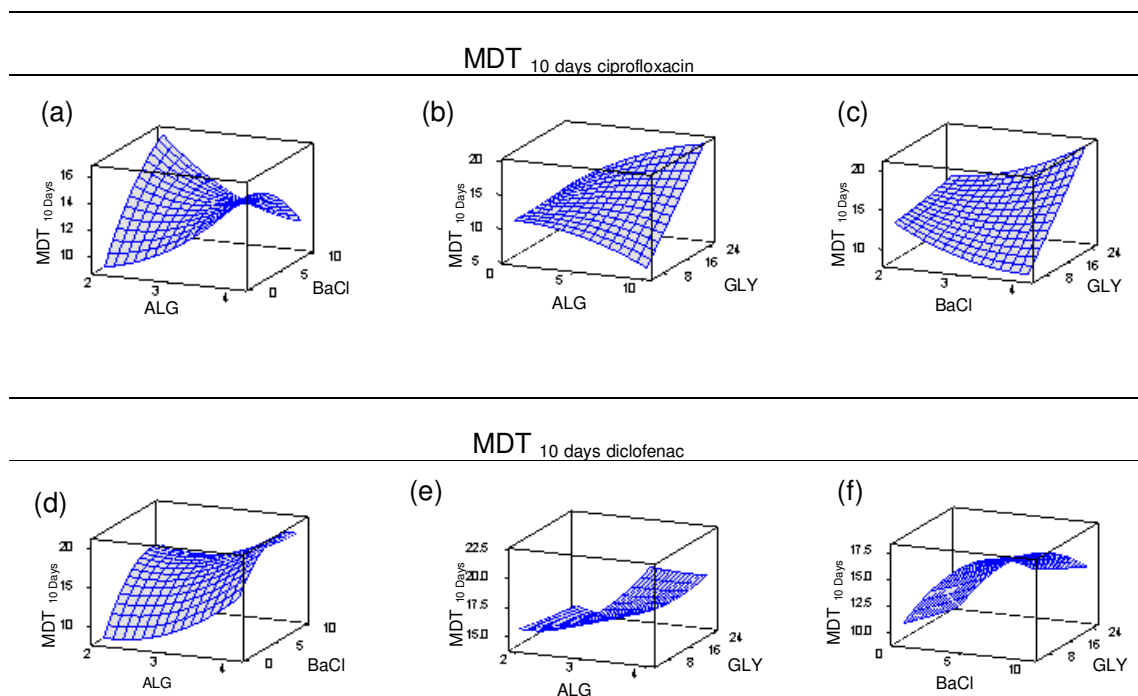 MDT 10 days ciprofloxacin
(a)
MDT 10 Days
16
14
12
10
2
3
4
ALG
0
5
10
BaCl
(b)
MDT 10 Days
20
15
10
5
0
5
10
ALG
8
16
24
GLY
(c)
MDT 10 Days
20
15
10
2
3
4
BaCl
8
16
24
GLY
MDT 10 days diclofenac
(d)
MDT 10 Days
20
15
10
2
3
4
ALG
0
5
10
BaCl
(e)
MDT 10 Days
22.5
20.0
17.5
15.0
2
3
4
ALG
8
16
24
GLY
(f)
MDT 10 Days
17.5
15.0
12.5
10.0
0
5
10
BaCl
8
16
24
GLY